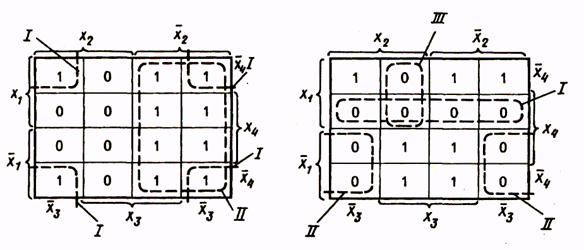 III
I x₂ x̄₂
x₂ x̄₂
1 0 1 1 x̄₄ I
1 0 1 1 x̄₄
x₁
x₁
0 0 1 1 x₄
0 0 0 0 I x₄
x̄₁ 0 0 1 1 I
x̄₁ 0 1 1 0
1 0 1 1 x̄₄
0 1 1 0 x̄₄
x̄₃ I x₃ x̄₃ II
II x̄₃ x₃ x̄₃ II